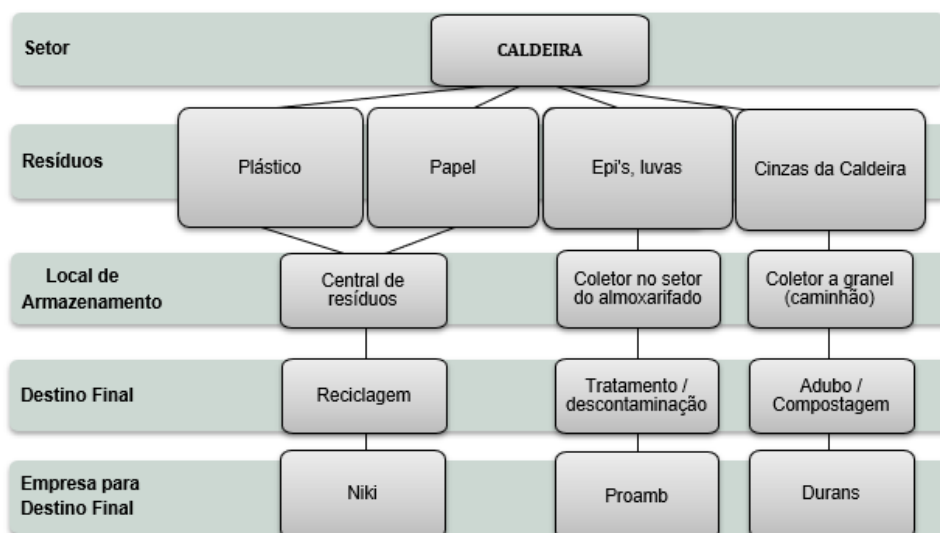 Setor
CALDEIRA
Resíduos
Plástico
Papel
Epi's, luvas
Cinzas da Caldeira
Local de
Armazenamento
Central de
resíduos
Coletor no setor
do almoxarifado
Coletor a granel
(caminhão)
Destino Final
Reciclagem
Tratamento /
descontaminação
Adubo /
Compostagem
Empresa para
Destino Final
Niki
Proamb
Durans